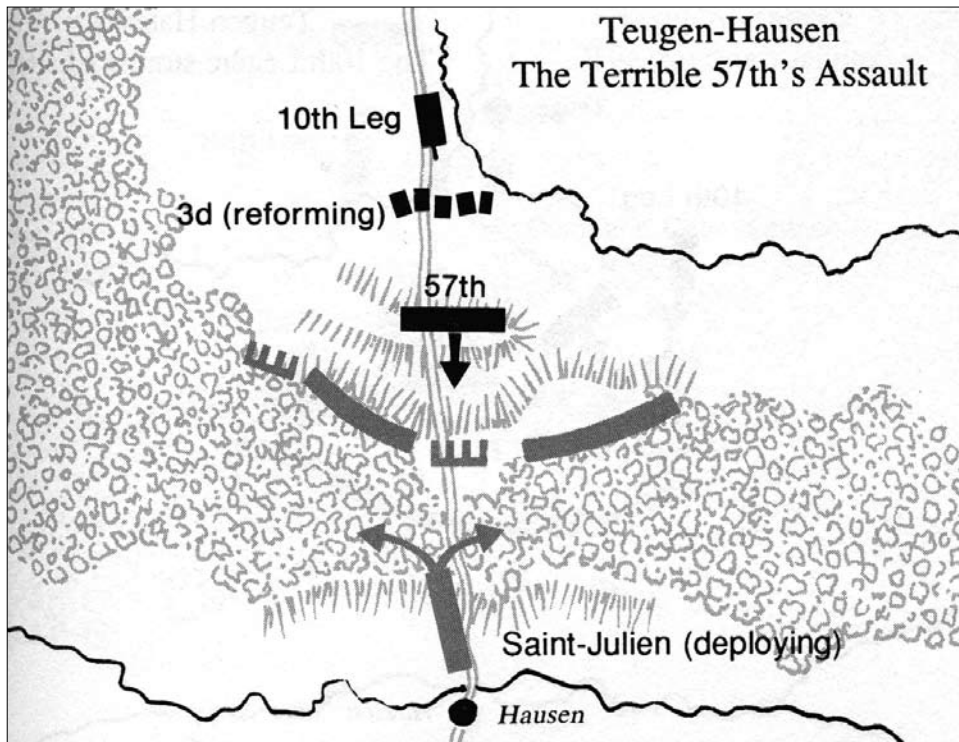 Teugen-Hausen
The Terrible 57th's Assault
10th Leg
3d (reforming)
57th
Saint-Julien (deploying)
Hausen